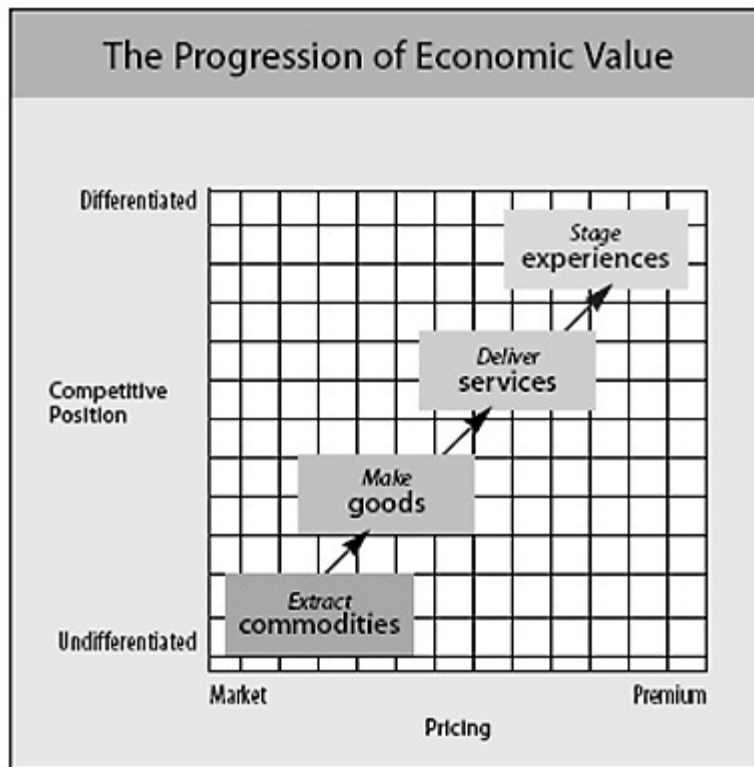 The Progression of Economic Value
Differentiated
Stage
experiences
Deliver
services
Competitive
Position
Make
goods
Extract
commodities
Undifferentiated
Market
Premium
Pricing